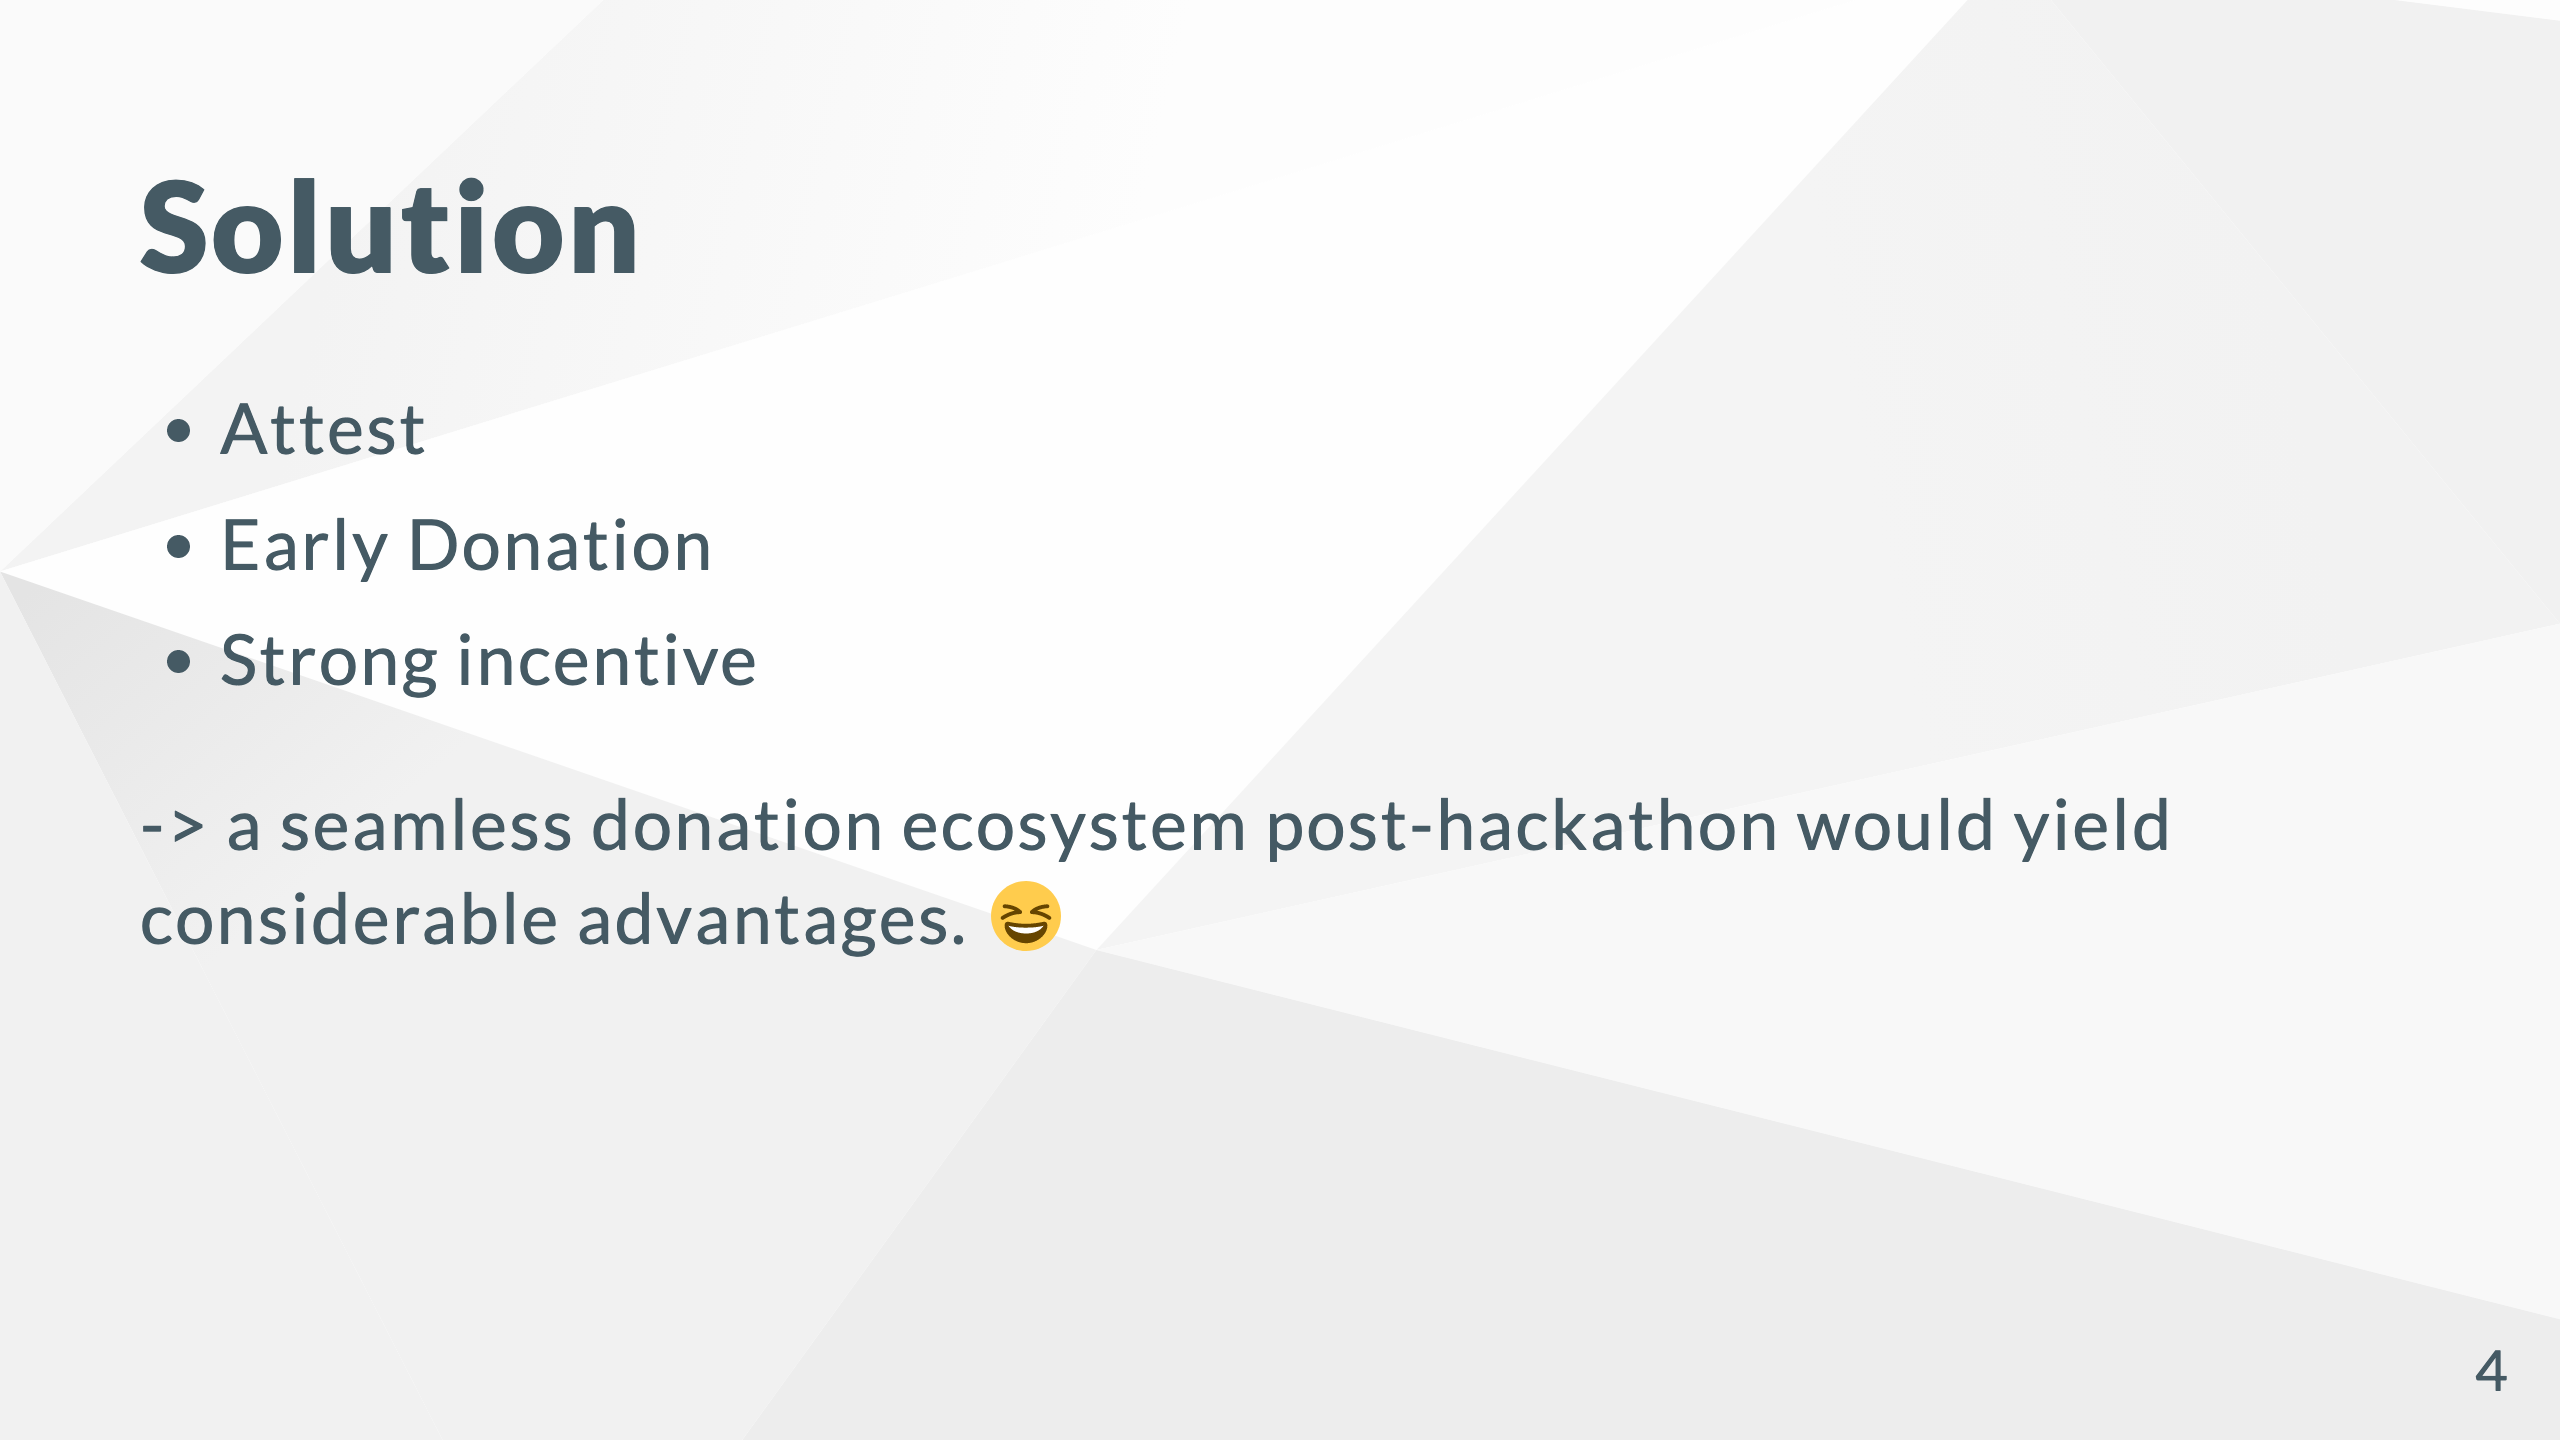 Solution
• Attest
• Early Donation
• Strong incentive
-> a seamless donation ecosystem post-hackathon would yield
considerable advantages. 😆
4